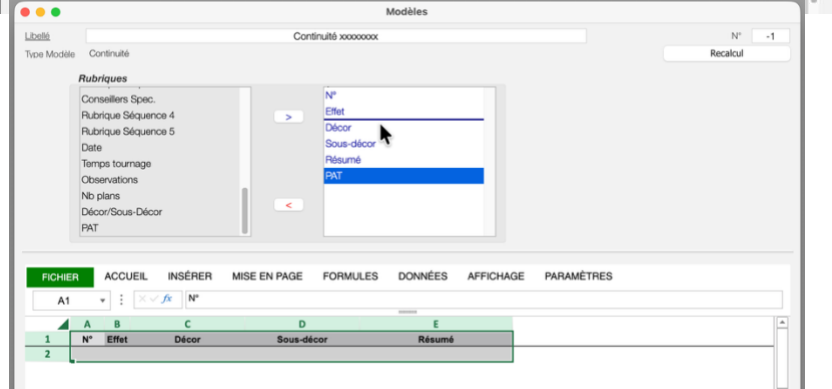 Modèles
Libellé Continuité xxxxxxxx N° -1
Type Modèle Continuité Recalcul
Rubriques
Conseillers Spec.
Rubrique Séquence 4
Rubrique Séquence 5
Date
Temps tournage
Observations
Nb plans
Décor/Sous-Décor
PAT
>
<
N°
Effet
Décor
Sous-décor
Résumé
PAT
FICHIER ACCUEIL INSÉRER MISE EN PAGE FORMULES DONNÉES AFFICHAGE PARAMÈTRES
A1 fx N°
A B C D E
1 N° Effet Décor Sous-décor Résumé
2